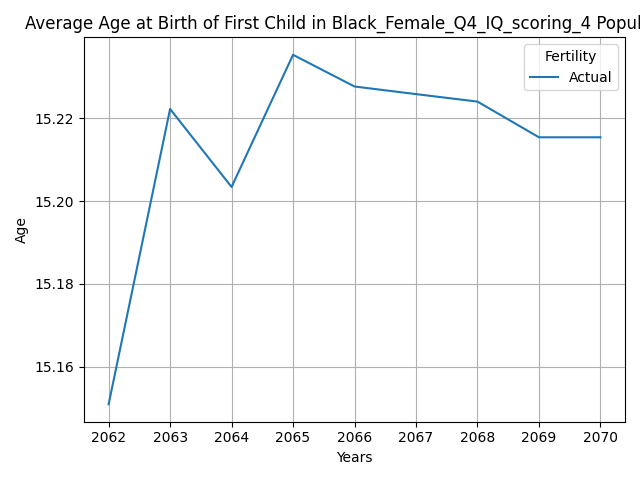 Average Age at Birth of First Child in Black_Female_Q4_IQ_scoring_4 Popul
Fertility
Actual
15.22
15.20
15.18
15.16
Age
2062 2063 2064 2065 2066 2067 2068 2069 2070
Years